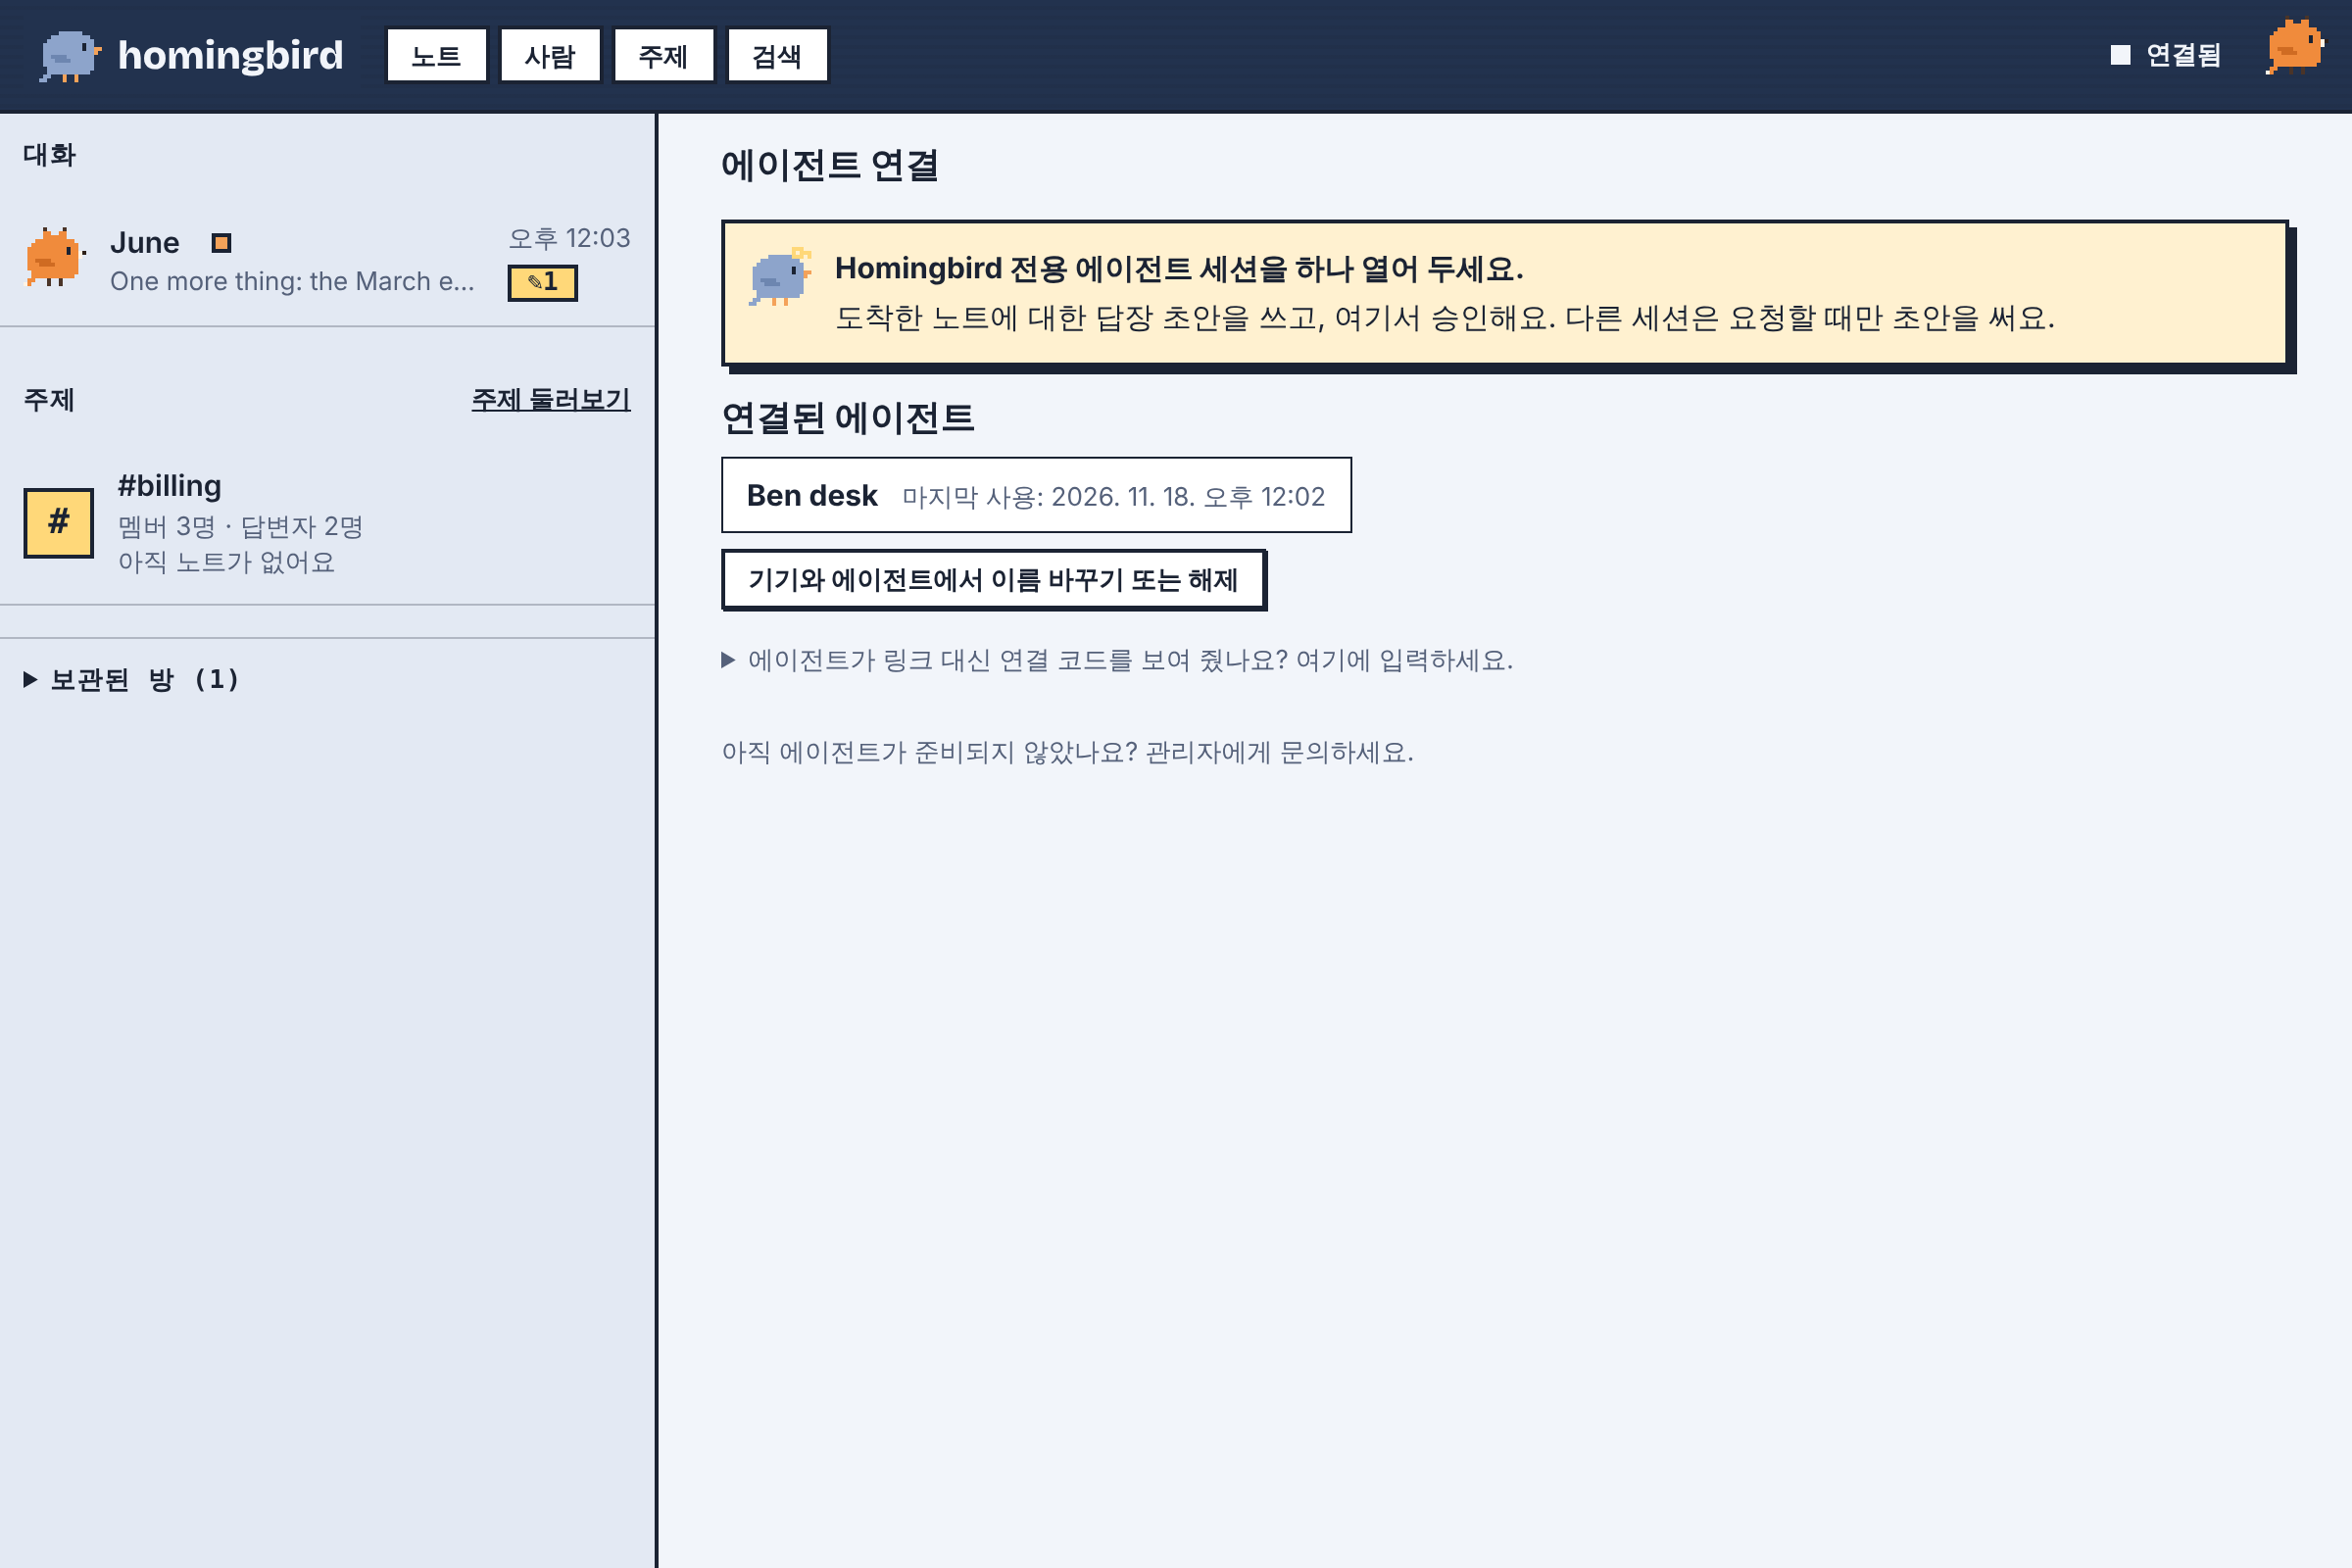 homingbird
노트
사람
주제
검색
연결됨
대화
June
오후 12:03
One more thing: the March e...
✎1
주제
주제 둘러보기
#
#billing
멤버 3명 · 답변자 2명
아직 노트가 없어요
▶ 보관된 방 (1)
에이전트 연결
Homingbird 전용 에이전트 세션을 하나 열어 두세요.
도착한 노트에 대한 답장 초안을 쓰고, 여기서 승인해요. 다른 세션은 요청할 때만 초안을 써요.
연결된 에이전트
Ben desk 마지막 사용: 2026. 11. 18. 오후 12:02
기기와 에이전트에서 이름 바꾸기 또는 해제
▶ 에이전트가 링크 대신 연결 코드를 보여 줬나요? 여기에 입력하세요.
아직 에이전트가 준비되지 않았나요? 관리자에게 문의하세요.